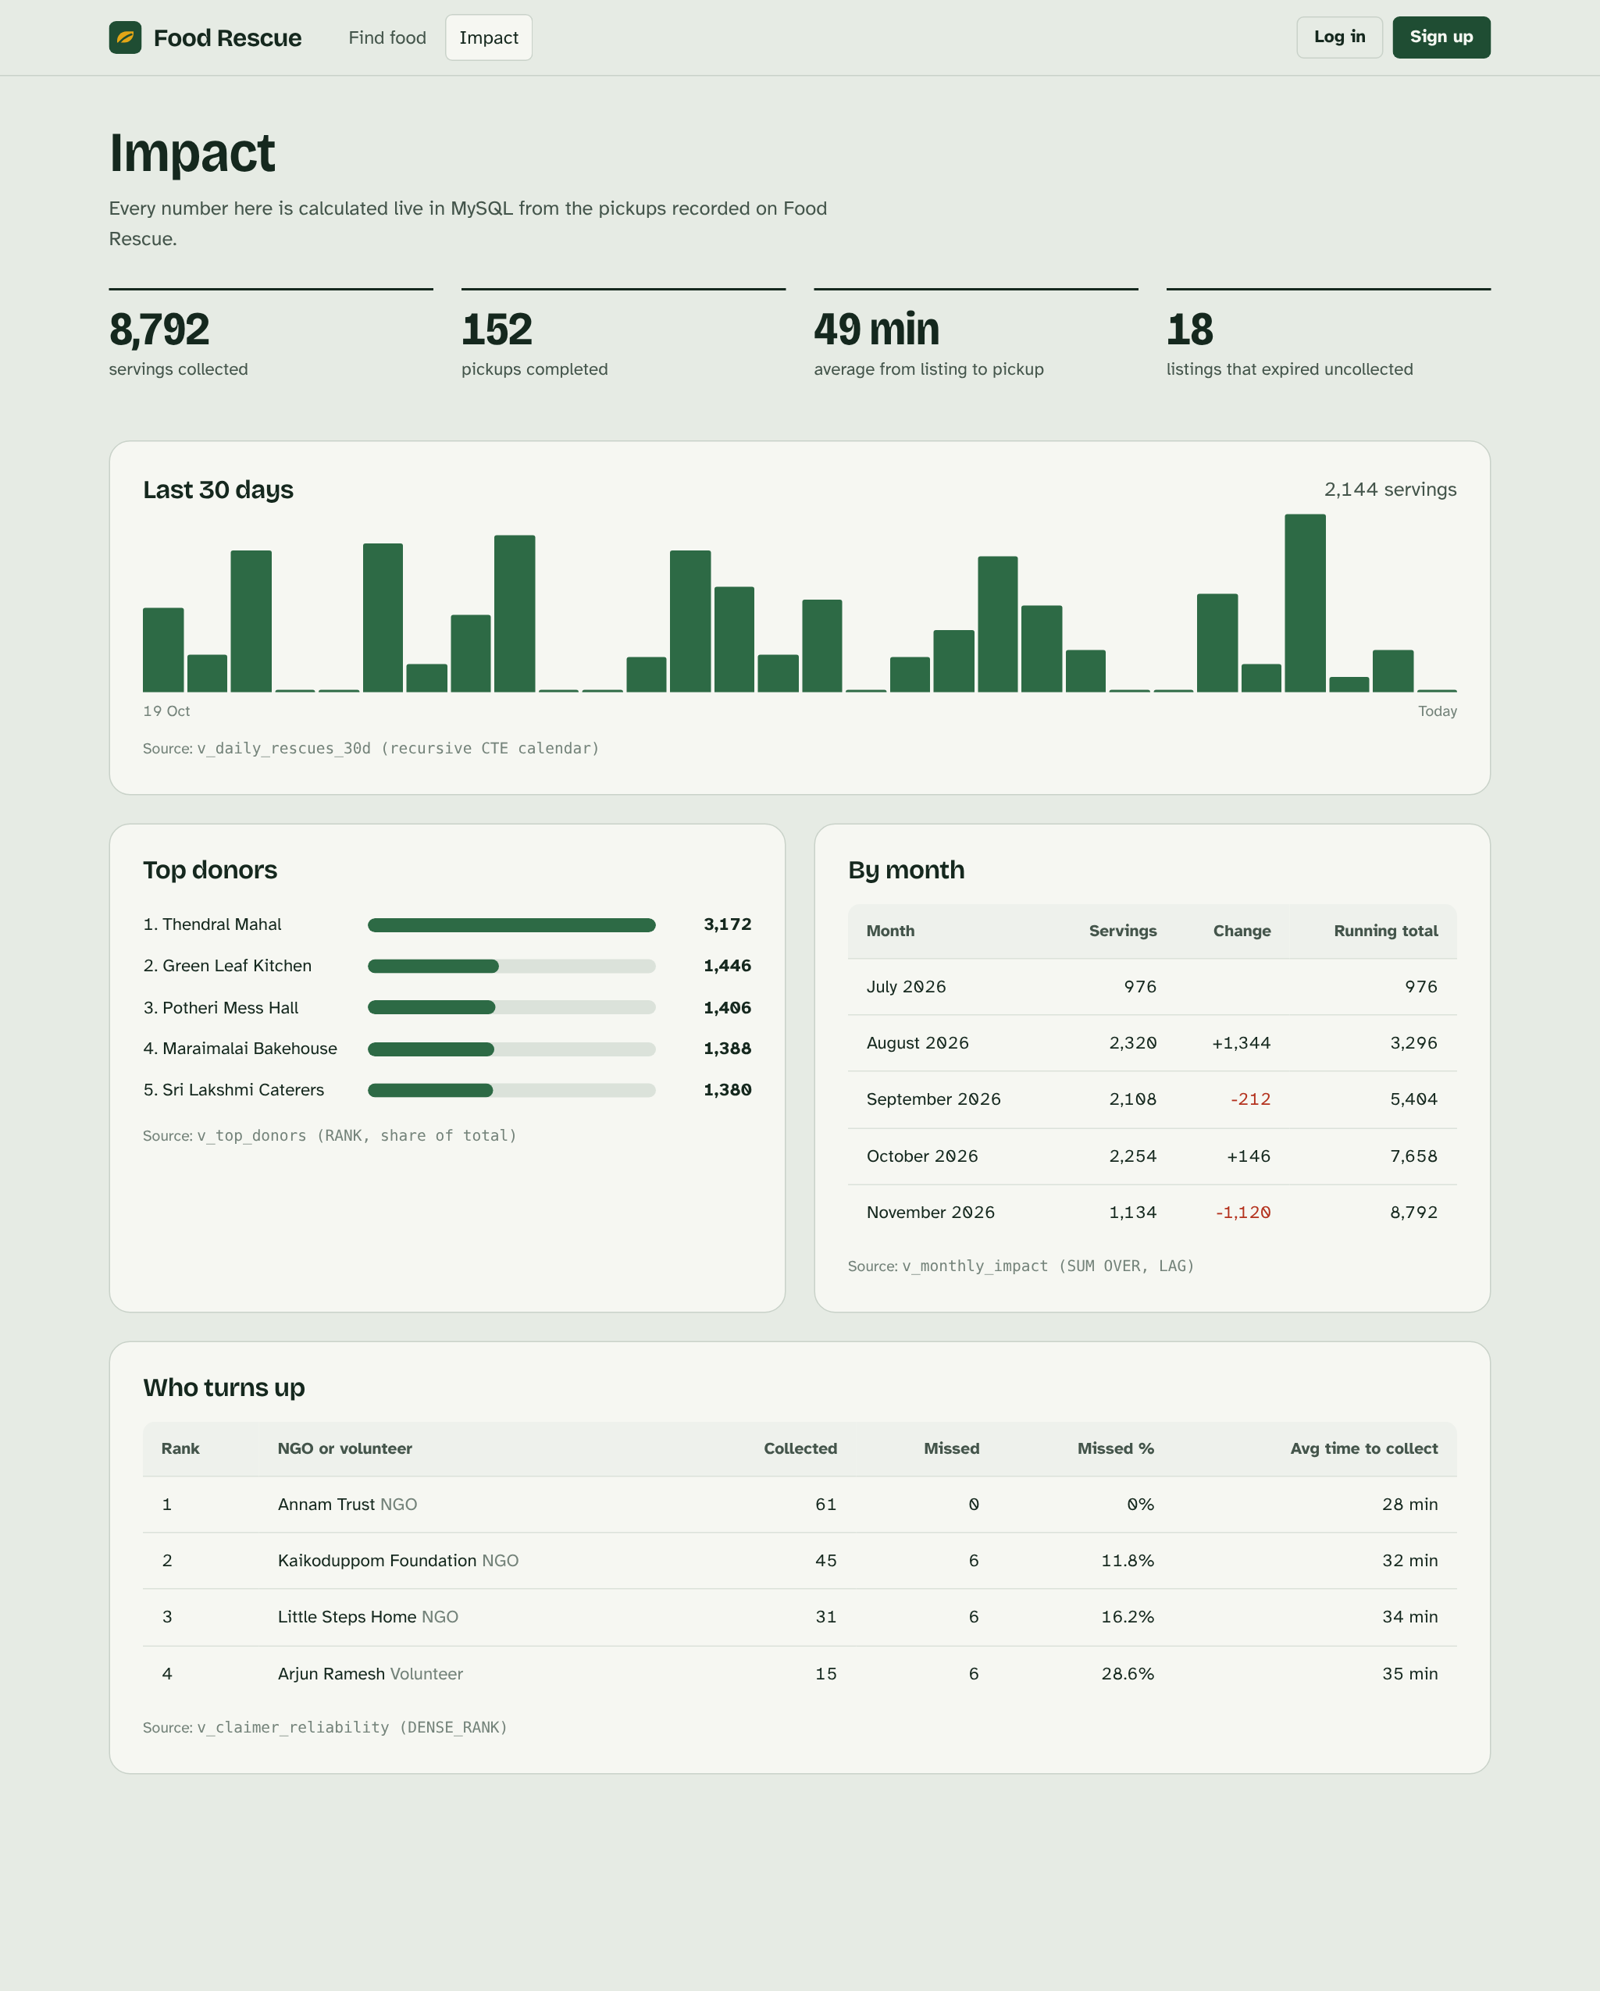 Food Rescue
Find food
Impact
Log in
Sign up
Impact
Every number here is calculated live in MySQL from the pickups recorded on Food
Rescue.
8,792
servings collected
152
pickups completed
49 min
average from listing to pickup
18
listings that expired uncollected
Last 30 days
2,144 servings
19 Oct
Today
Source: v_daily_rescues_30d (recursive CTE calendar)
Top donors
1. Thendral Mahal 3,172
2. Green Leaf Kitchen 1,446
3. Potheri Mess Hall 1,406
4. Maraimalai Bakehouse 1,388
5. Sri Lakshmi Caterers 1,380
Source: v_top_donors (RANK, share of total)
By month
Month Servings Change Running total
July 2026 976 976
August 2026 2,320 +1,344 3,296
September 2026 2,108 -212 5,404
October 2026 2,254 +146 7,658
November 2026 1,134 -1,120 8,792
Source: v_monthly_impact (SUM OVER, LAG)
Who turns up
Rank NGO or volunteer Collected Missed Missed % Avg time to collect
1 Annam Trust NGO 61 0 0% 28 min
2 Kaikoduppom Foundation NGO 45 6 11.8% 32 min
3 Little Steps Home NGO 31 6 16.2% 34 min
4 Arjun Ramesh Volunteer 15 6 28.6% 35 min
Source: v_claimer_reliability (DENSE_RANK)